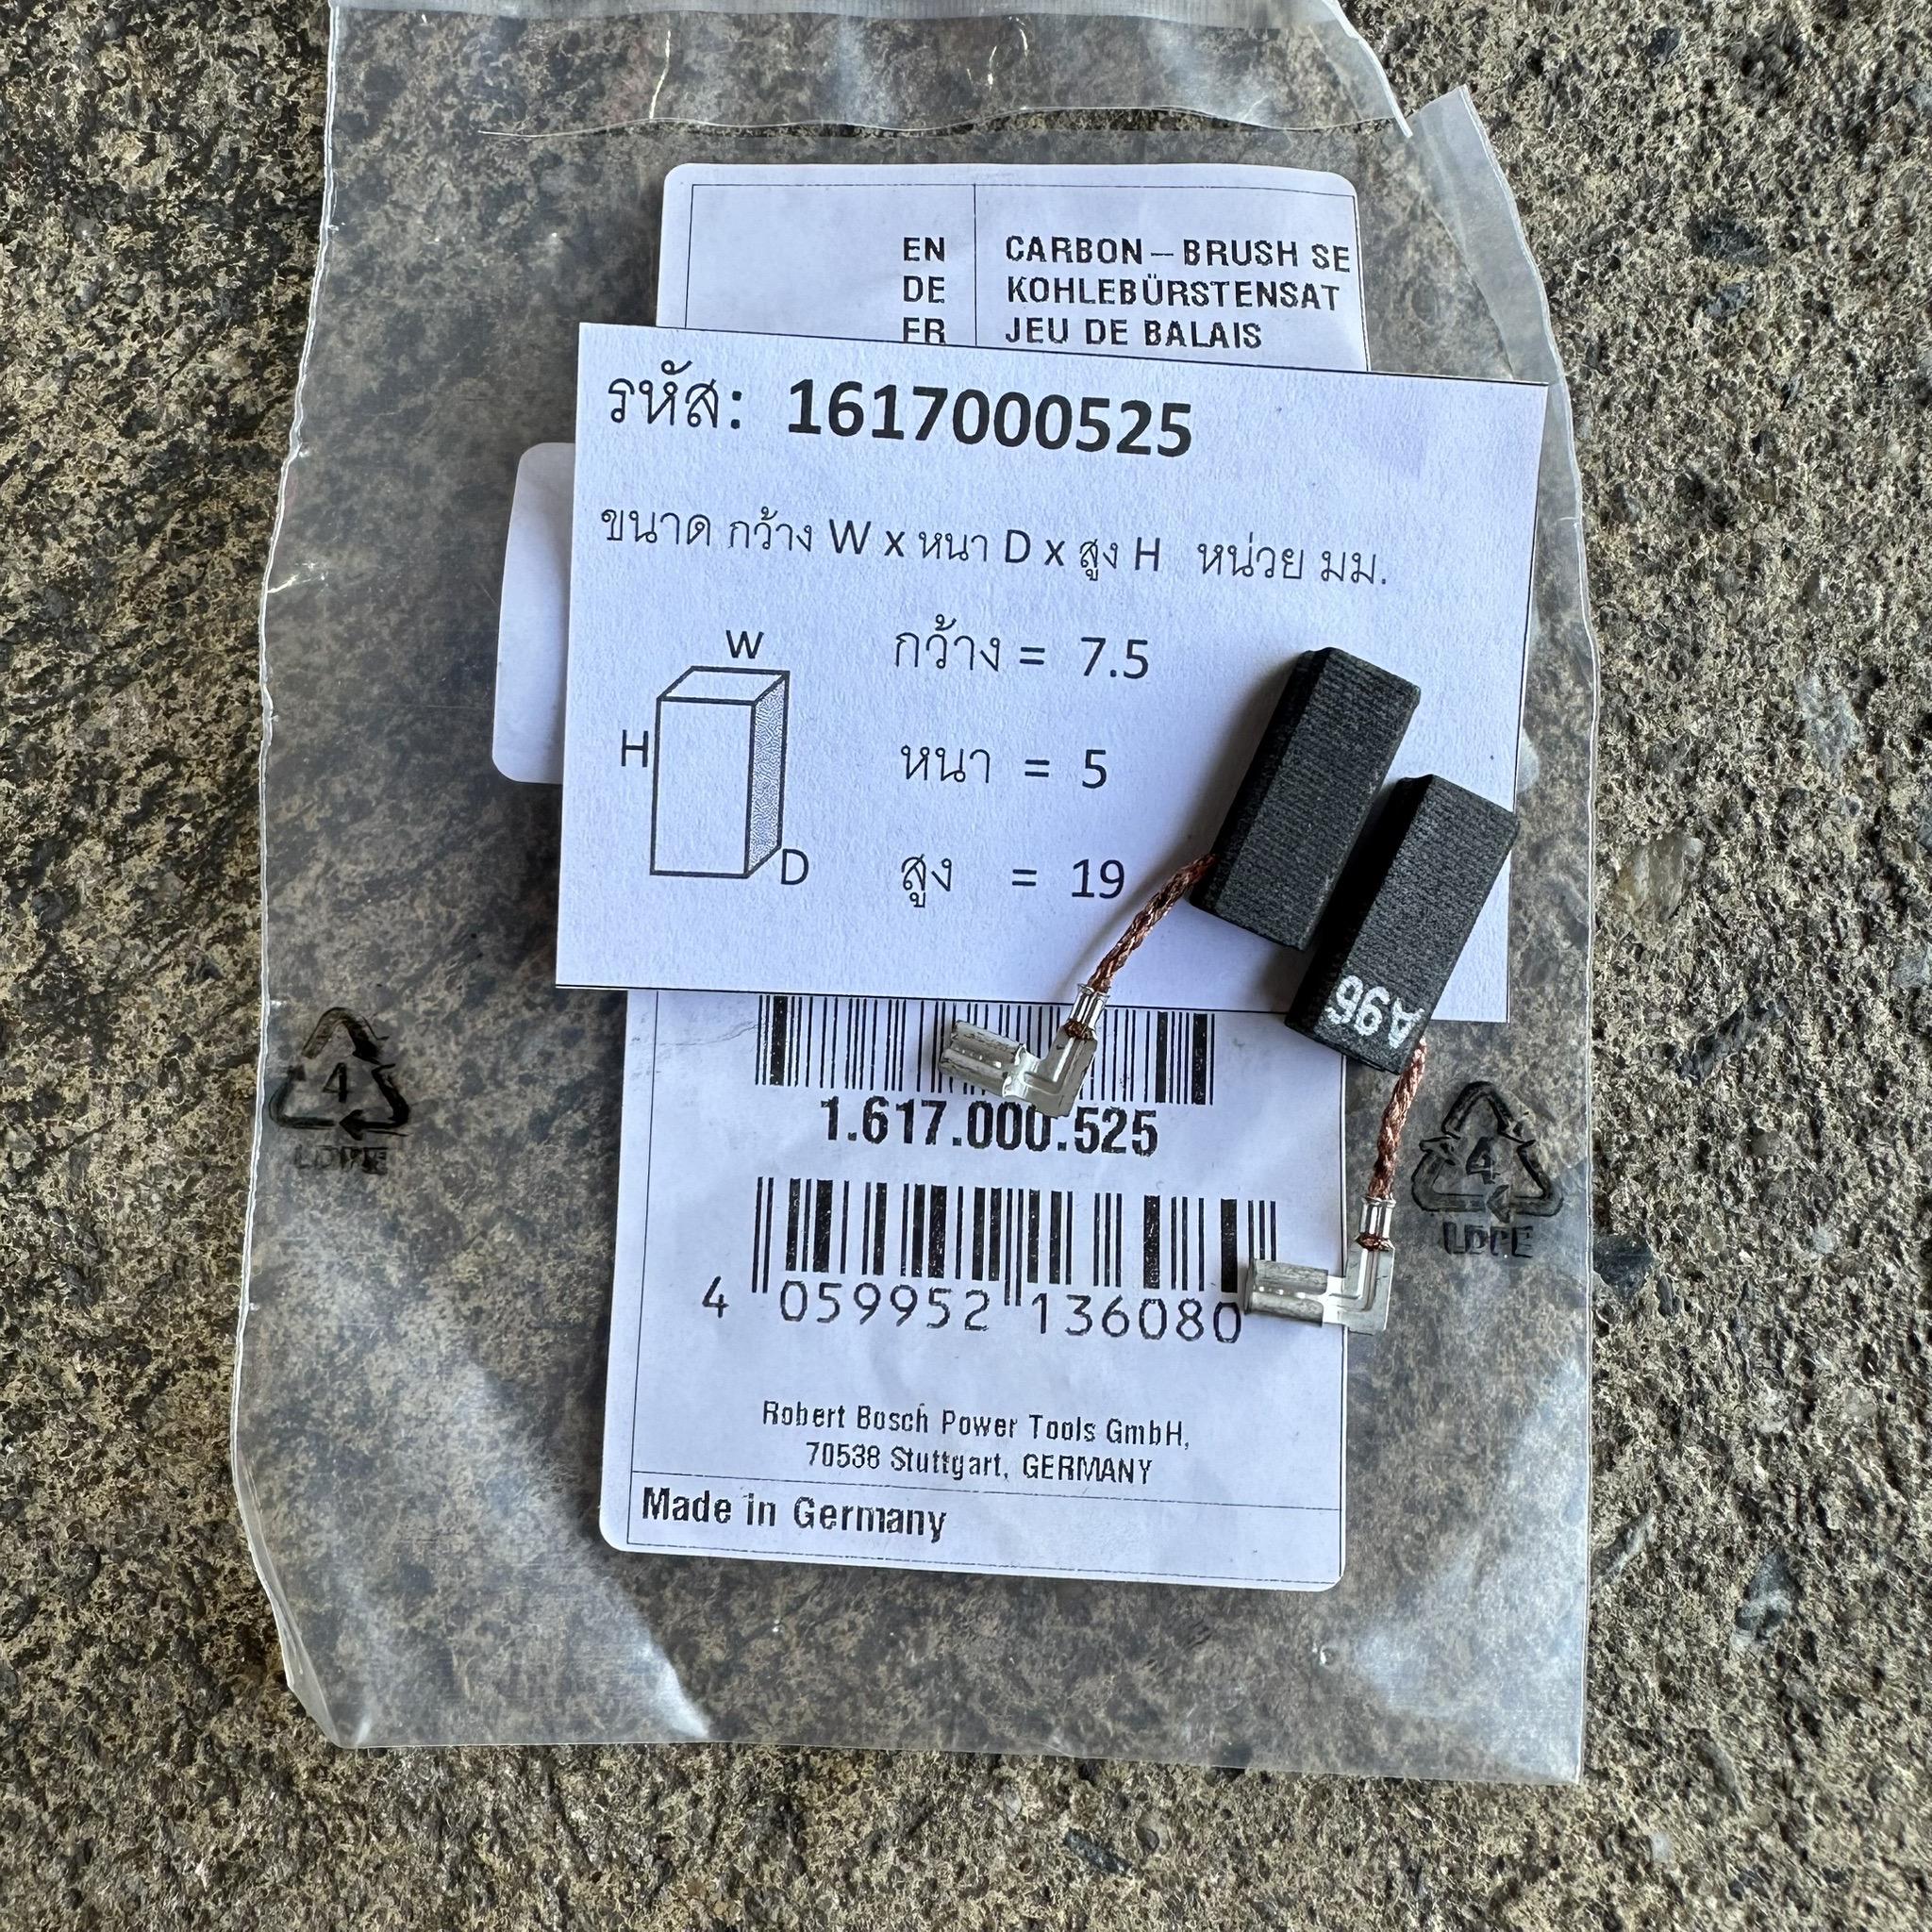 EN CARBON – BRUSH SE
DE KOHLEBÜRSTENSAT
FR JEU DE BALAIS
รหัส: 1617000525
ขนาด กว้าง W x หนา D x สูง H หน่วย มม.
W
H
D
กว้าง = 7.5
หนา = 5
สูง = 19
A96
1.617.000.525
4 059952 136080
Robert Bosch Power Tools GmbH,
70538 Stuttgart, GERMANY
Made in Germany
4
LDPE
4
LDPE